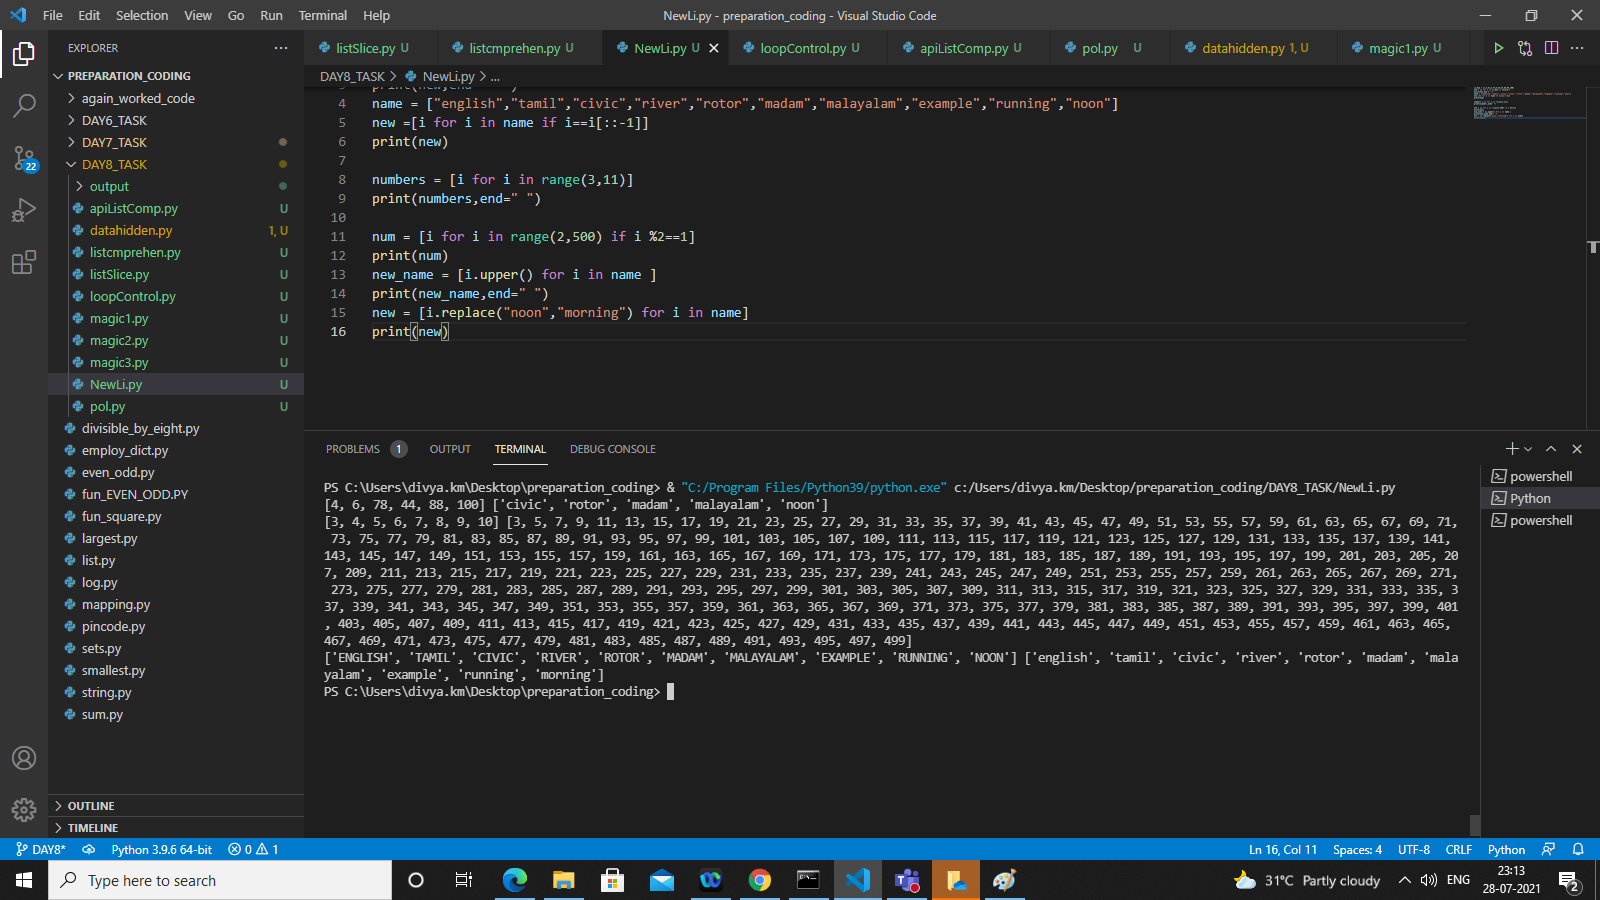 File Edit Selection View Go Run Terminal Help NewLi.py - preparation_coding - Visual Studio Code
EXPLORER
listSlice.py U listcmprehen.py U NewLi.py U loopControl.py U apiListComp.py U pol.py U datahidden.py 1, U magic1.py U
DAY8_TASK > NewLi.py > ...
PREPARATION_CODING
again_worked_code
DAY6_TASK
DAY7_TASK
DAY8_TASK
output
apiListComp.py U
datahidden.py 1, U
listcmprehen.py U
listSlice.py U
loopControl.py U
magic1.py U
magic2.py U
magic3.py U
NewLi.py U
pol.py U
divisible_by_eight.py
employ_dict.py
even_odd.py
fun_EVEN_ODD.PY
fun_square.py
largest.py
list.py
log.py
mapping.py
pincode.py
sets.py
smallest.py
string.py
sum.py
OUTLINE
TIMELINE
22
4 name = ["english","tamil","civic","river","rotor","madam","malayalam","example","running","noon"]
5 new =[i for i in name if i==i[::-1]]
6 print(new)
7
8 numbers = [i for i in range(3,11)]
9 print(numbers,end=" ")
10
11 num = [i for i in range(2,500) if i %2==1]
12 print(num)
13 new_name = [i.upper() for i in name ]
14 print(new_name,end=" ")
15 new = [i.replace("noon","morning") for i in name]
16 print(new)
PROBLEMS 1 OUTPUT TERMINAL DEBUG CONSOLE
powershell
Python
powershell
PS C:\Users\divya.km\Desktop\preparation_coding> & "C:/Program Files/Python39/python.exe" c:/Users/divya.km/Desktop/preparation_coding/DAY8_TASK/NewLi.py
[4, 6, 78, 44, 88, 100] ['civic', 'rotor', 'madam', 'malayalam', 'noon']
[3, 4, 5, 6, 7, 8, 9, 10] [3, 5, 7, 9, 11, 13, 15, 17, 19, 21, 23, 25, 27, 29, 31, 33, 35, 37, 39, 41, 43, 45, 47, 49, 51, 53, 55, 57, 59, 61, 63, 65, 67, 69, 71,
73, 75, 77, 79, 81, 83, 85, 87, 89, 91, 93, 95, 97, 99, 101, 103, 105, 107, 109, 111, 113, 115, 117, 119, 121, 123, 125, 127, 129, 131, 133, 135, 137, 139, 141,
143, 145, 147, 149, 151, 153, 155, 157, 159, 161, 163, 165, 167, 169, 171, 173, 175, 177, 179, 181, 183, 185, 187, 189, 191, 193, 195, 197, 199, 201, 203, 205, 20
7, 209, 211, 213, 215, 217, 219, 221, 223, 225, 227, 229, 231, 233, 235, 237, 239, 241, 243, 245, 247, 249, 251, 253, 255, 257, 259, 261, 263, 265, 267, 269, 271,
273, 275, 277, 279, 281, 283, 285, 287, 289, 291, 293, 295, 297, 299, 301, 303, 305, 307, 309, 311, 313, 315, 317, 319, 321, 323, 325, 327, 329, 331, 333, 335, 3
37, 339, 341, 343, 345, 347, 349, 351, 353, 355, 357, 359, 361, 363, 365, 367, 369, 371, 373, 375, 377, 379, 381, 383, 385, 387, 389, 391, 393, 395, 397, 399, 401
, 403, 405, 407, 409, 411, 413, 415, 417, 419, 421, 423, 425, 427, 429, 431, 433, 435, 437, 439, 441, 443, 445, 447, 449, 451, 453, 455, 457, 459, 461, 463, 465,
467, 469, 471, 473, 475, 477, 479, 481, 483, 485, 487, 489, 491, 493, 495, 497, 499]
['ENGLISH', 'TAMIL', 'CIVIC', 'RIVER', 'ROTOR', 'MADAM', 'MALAYALAM', 'EXAMPLE', 'RUNNING', 'NOON'] ['english', 'tamil', 'civic', 'river', 'rotor', 'madam', 'mala
yalam', 'example', 'running', 'morning']
PS C:\Users\divya.km\Desktop\preparation_coding>
DAY8* Python 3.9.6 64-bit 0 1 Ln 16, Col 11 Spaces: 4 UTF-8 CRLF Python
Type here to search 31°C Partly cloudy ENG 23:13
28-07-2021 2